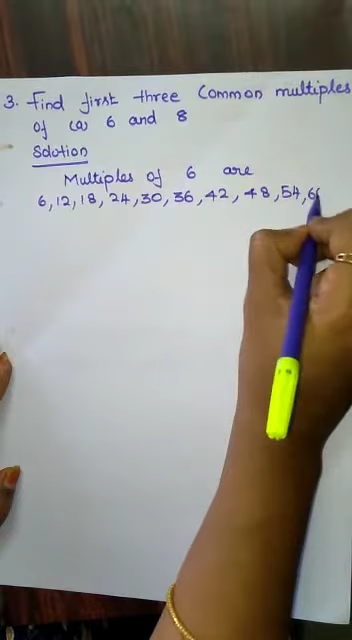 3. Find first three Common multiples
of (a) 6 and 8
Solution
Multiples of 6 are
6, 12, 18, 24, 30, 36, 42, 48, 54, 6